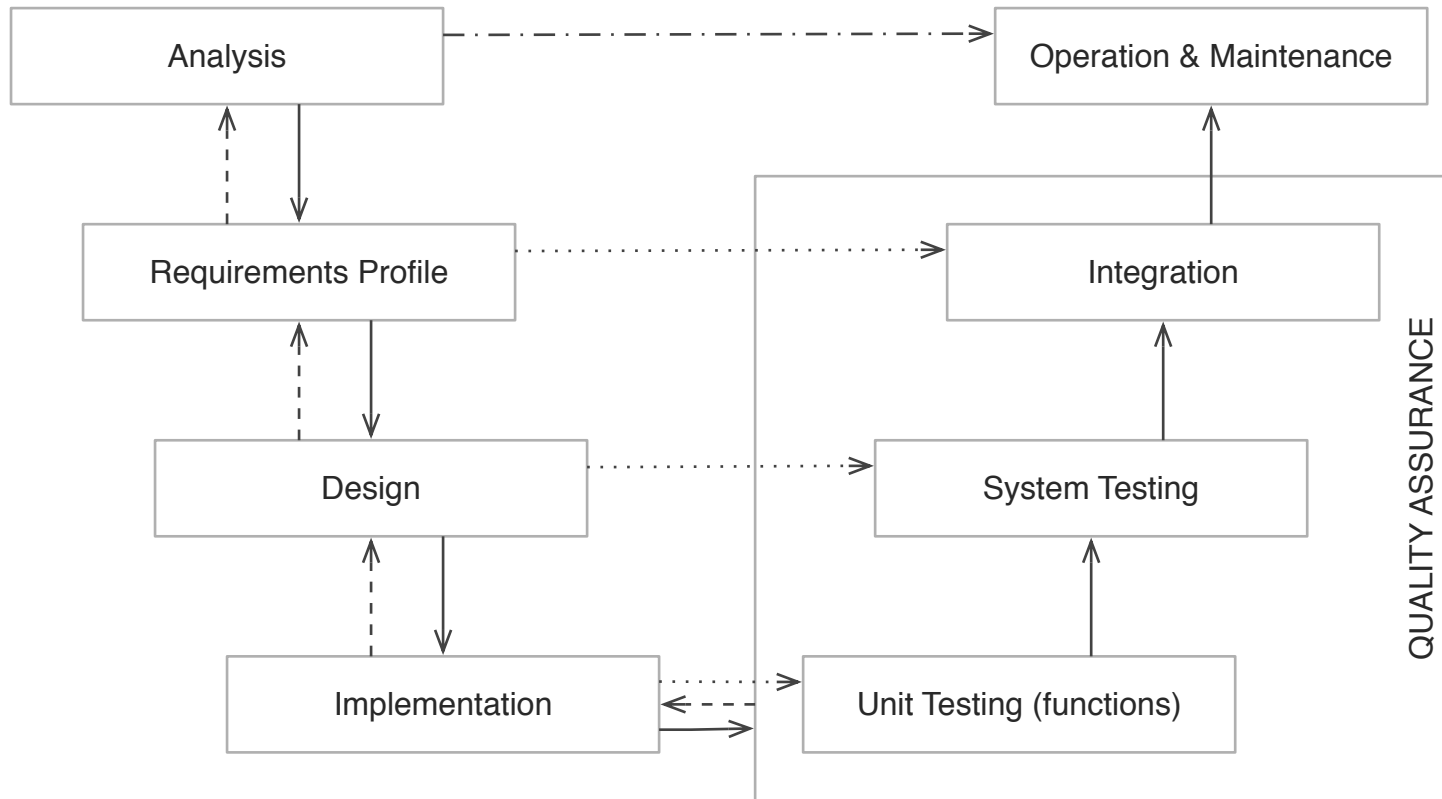 Analysis
Operation & Maintenance
Requirements Profile
Integration
Design
System Testing
Implementation
Unit Testing (functions)
QUALITY ASSURANCE